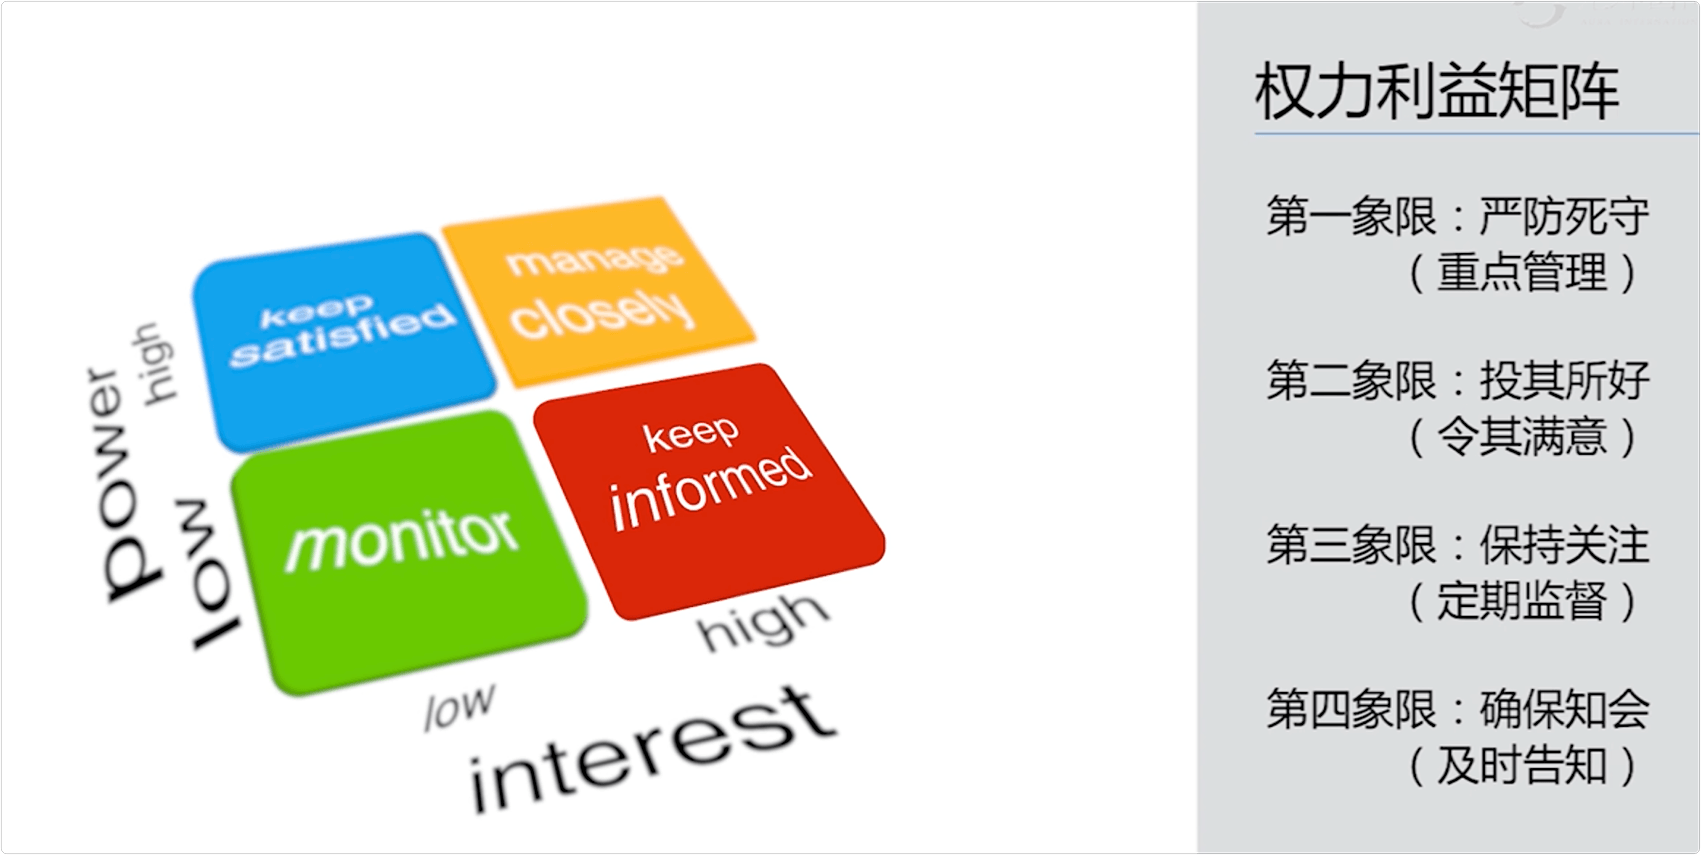 keep
satisfied
manage
closely
monitor
keep
informed
power
high
low
low
high
interest
权力利益矩阵
第一象限：严防死守
（重点管理）
第二象限：投其所好
（令其满意）
第三象限：保持关注
（定期监督）
第四象限：确保知会
（及时告知）